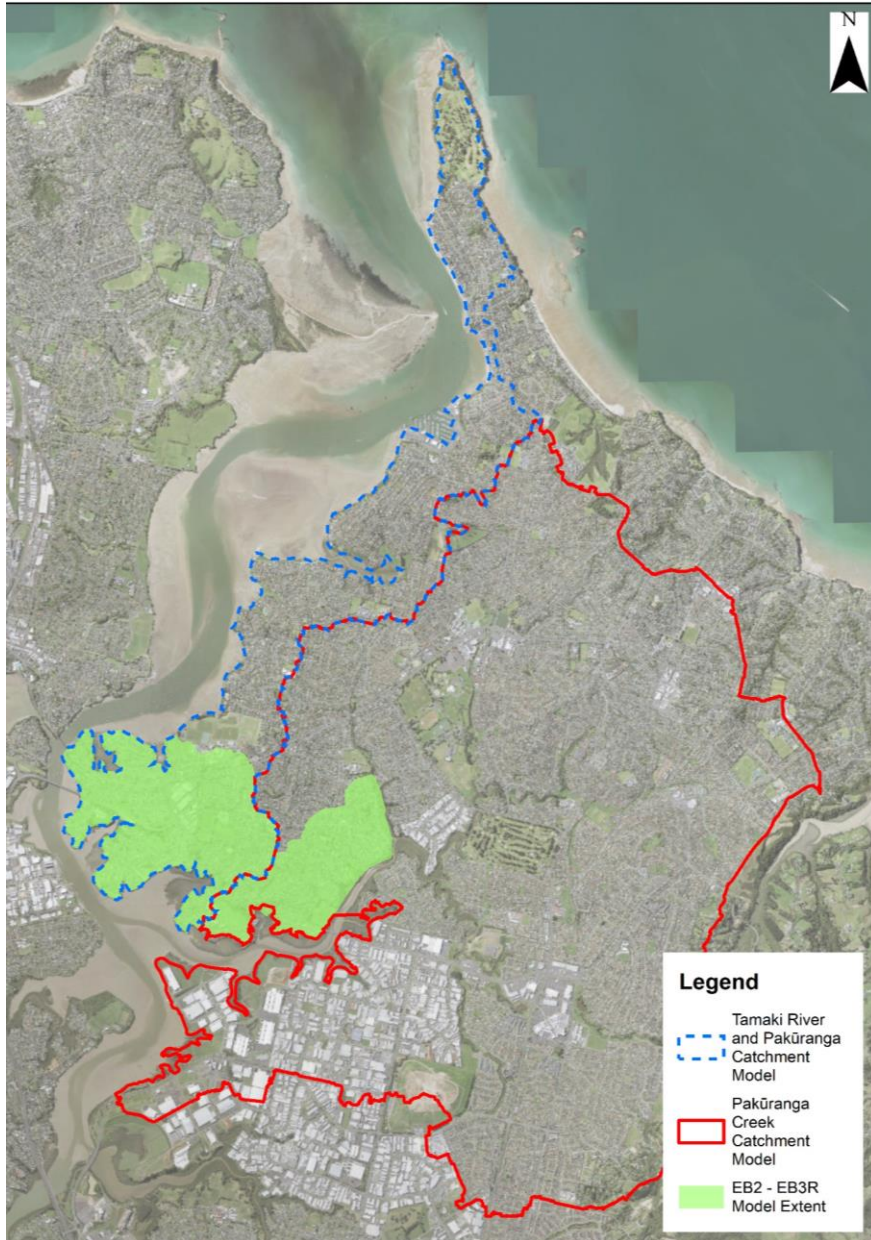 N
Legend
Tamaki River
and Pakūranga
Catchment
Model
Pakūranga
Creek
Catchment
Model
EB2 - EB3R
Model Extent